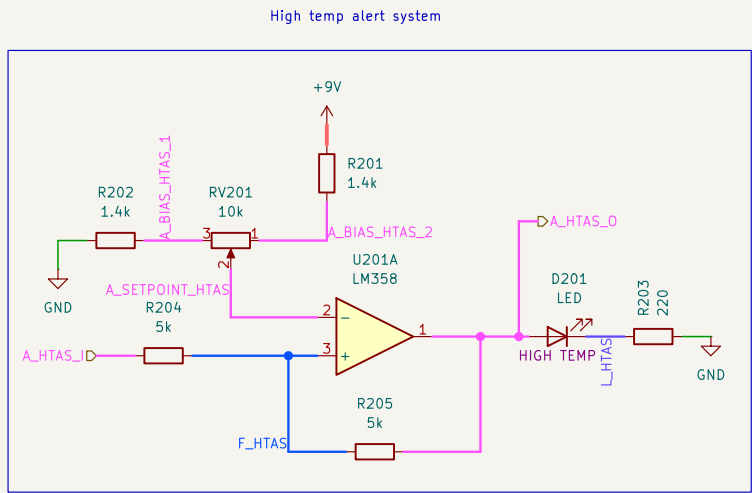 High temp alert system
+9V
R201
1.4k
A_BIAS_HTAS_1
R202
1.4k
RV201
10k
3
1
2
A_BIAS_HTAS_2
A_HTAS_O
GND
A_SETPOINT_HTAS
U201A
LM358
2
−
3
+
1
D201
LED
HIGH TEMP
L_HTAS
R203
220
GND
R204
5k
A_HTAS_I
F_HTAS
R205
5k